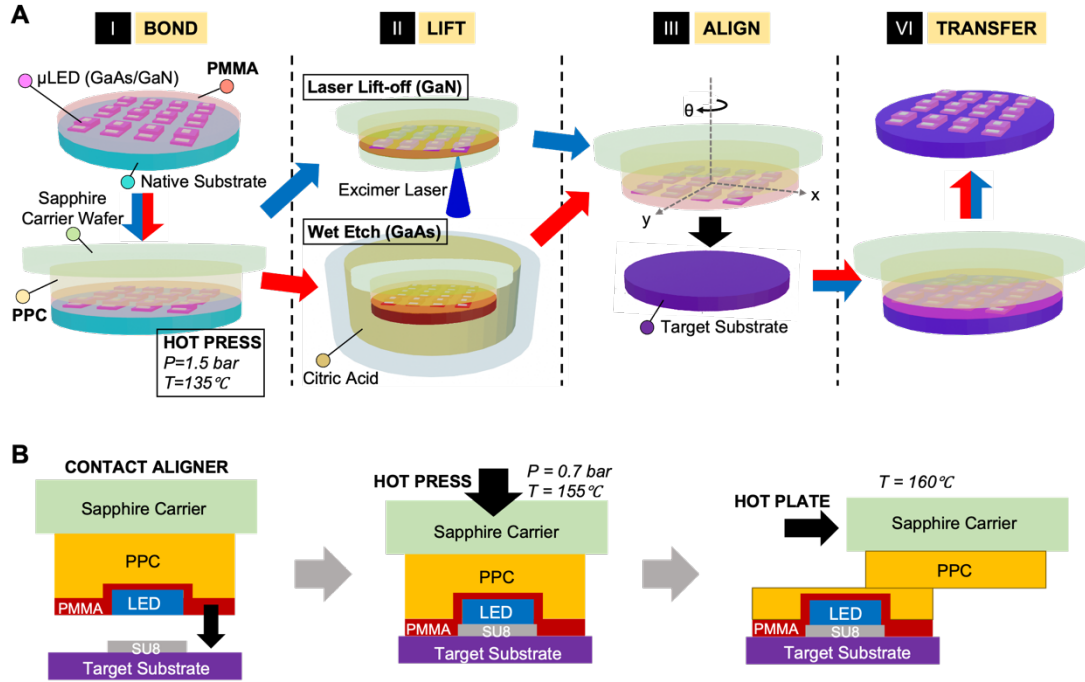 A
I BOND
II LIFT
III ALIGN
VI TRANSFER
μLED (GaAs/GaN)
PMMA
Native Substrate
Sapphire
Carrier Wafer
PPC
HOT PRESS
P=1.5 bar
T=135℃
Laser Lift-off (GaN)
Excimer Laser
Wet Etch (GaAs)
Citric Acid
θ
x
y
Target Substrate
B
CONTACT ALIGNER
Sapphire Carrier
PPC
PMMA
LED
SU8
Target Substrate
HOT PRESS
P = 0.7 bar
T = 155℃
Sapphire Carrier
PPC
LED
PMMA
SU8
Target Substrate
HOT PLATE
T = 160℃
Sapphire Carrier
PPC
LED
PMMA
SU8
Target Substrate